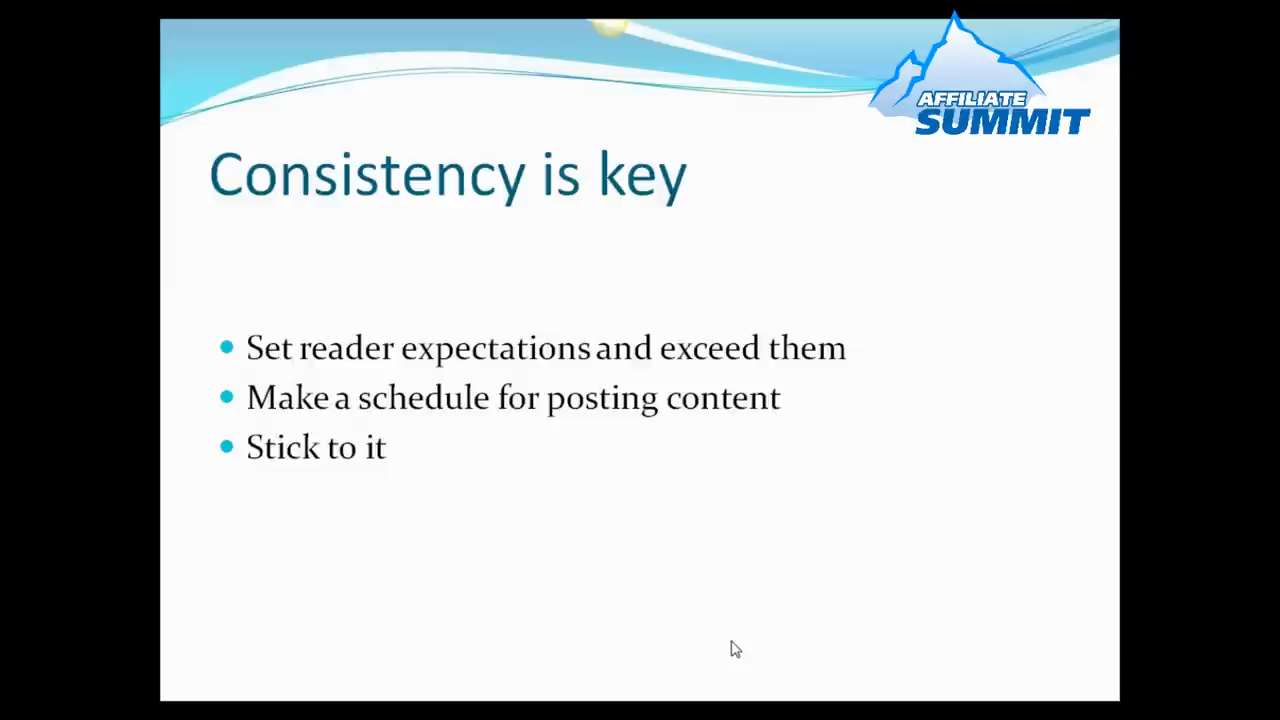 AFFILIATE
SUMMIT
Consistency is key
Set reader expectations and exceed them
Make a schedule for posting content
Stick to it